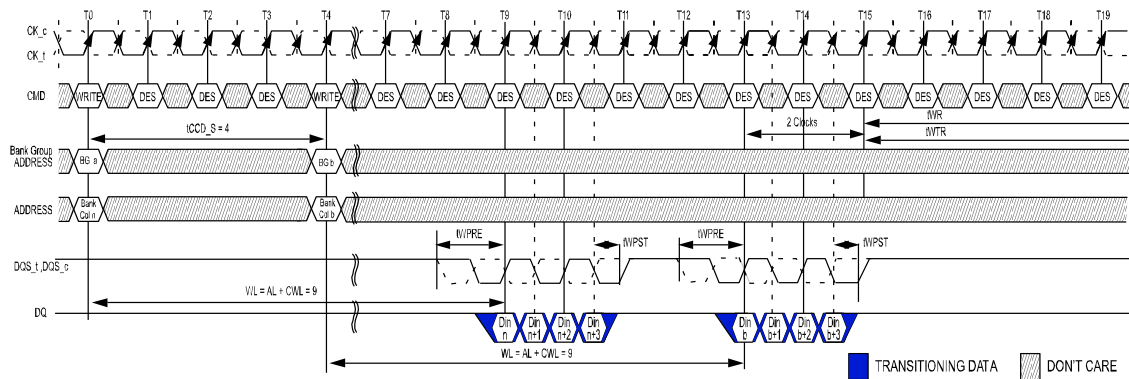 T0 T1 T2 T3 T4 T7 T8 T9 T10 T11 T12 T13 T14 T15 T16 T17 T18 T19
CK_c
CK_t
CMD WRITE DES DES DES WRITE DES DES DES DES DES DES DES DES DES DES DES DES DES
tCCD_S = 4 2 Clocks tWR
tWTR
Bank Group
ADDRESS BG a BG b
ADDRESS Bank Col n Bank Col b
tWPRE tWPST tWPRE tWPST
DQS_t ,DQS_c
WL = AL + CWL = 9
DQ Din n Din n+1 Din n+2 Din n+3 Din b Din b+1 Din b+2 Din b+3
WL = AL + CWL = 9
TRANSITIONING DATA DON'T CARE